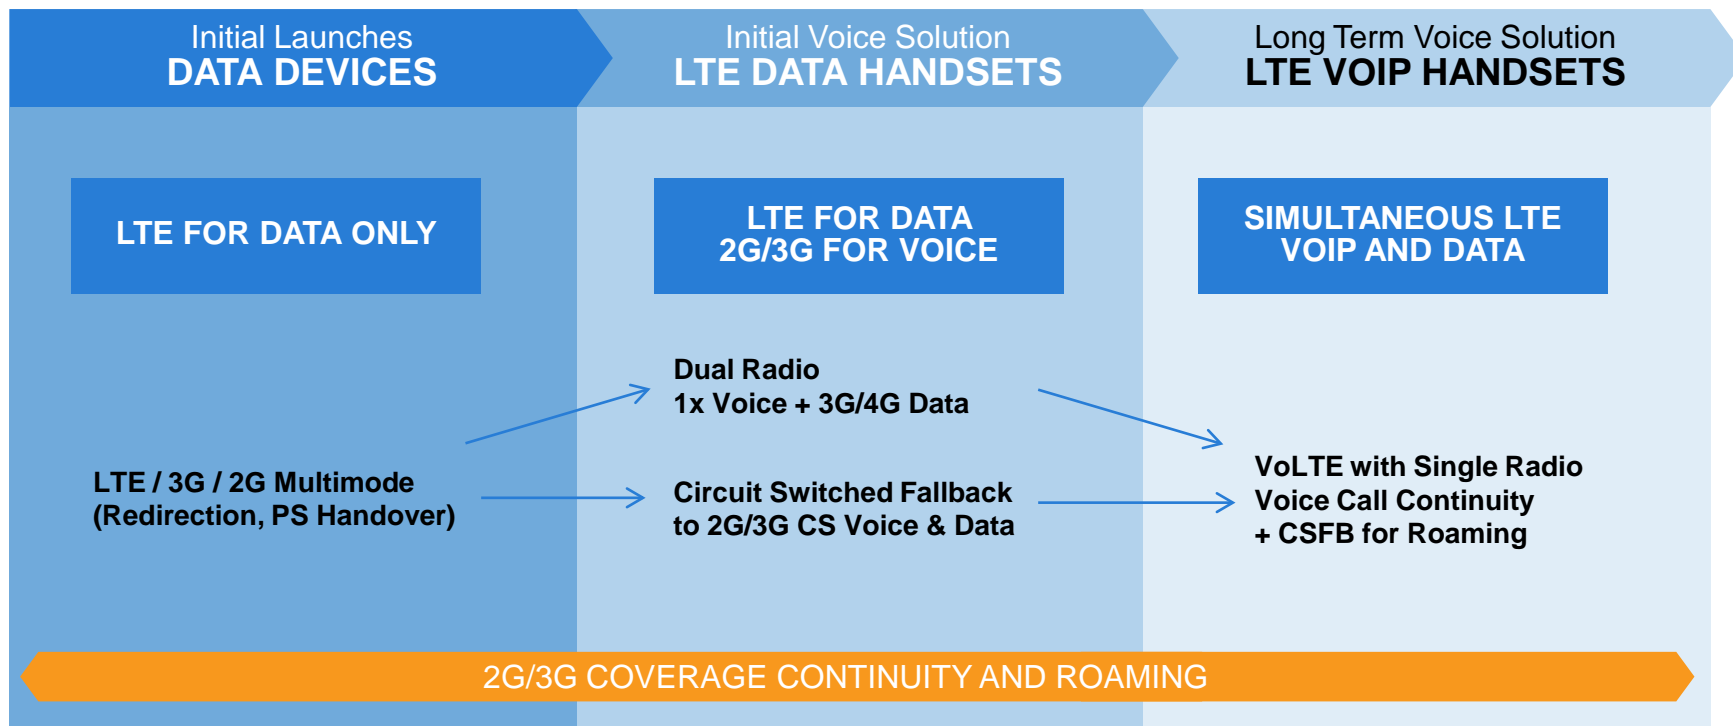 Initial Launches
DATA DEVICES
Initial Voice Solution
LTE DATA HANDSETS
Long Term Voice Solution
LTE VOIP HANDSETS
LTE FOR DATA ONLY
LTE FOR DATA
2G/3G FOR VOICE
SIMULTANEOUS LTE
VOIP AND DATA
LTE / 3G / 2G Multimode
(Redirection, PS Handover)
Dual Radio
1x Voice + 3G/4G Data
Circuit Switched Fallback
to 2G/3G CS Voice & Data
VoLTE with Single Radio
Voice Call Continuity
+ CSFB for Roaming
2G/3G COVERAGE CONTINUITY AND ROAMING